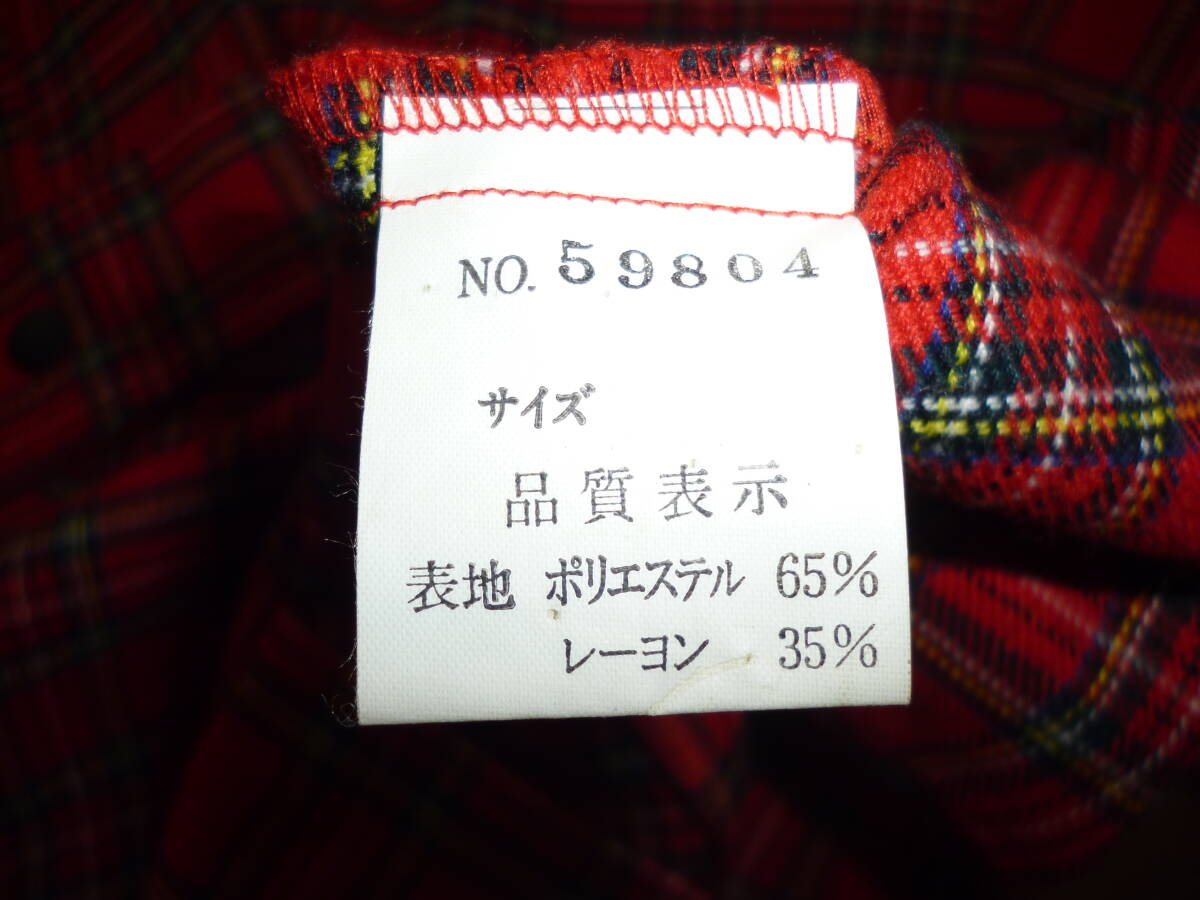 NO. 59804
サイズ
品質表示
表地 ポリエステル 65%
レーヨン 35%